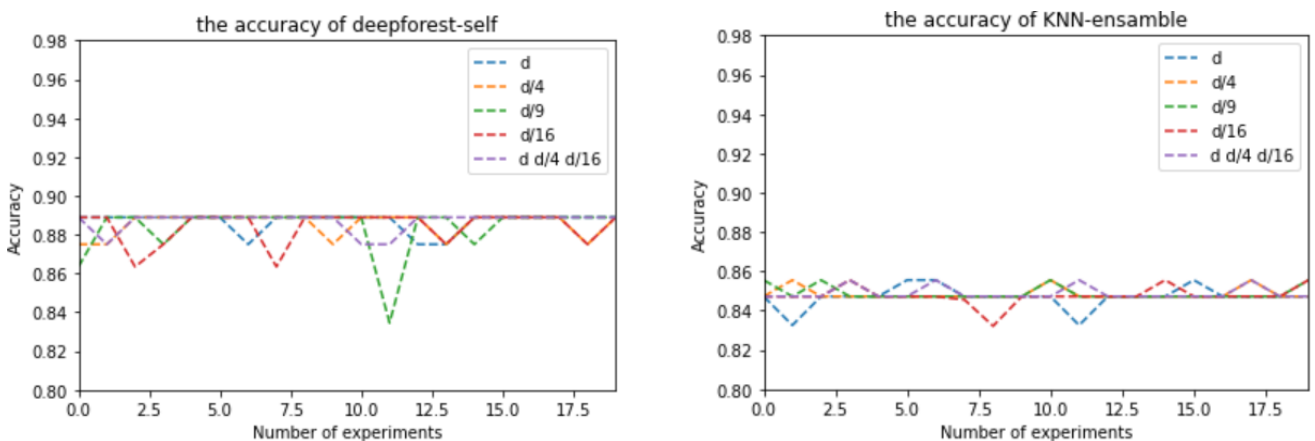 the accuracy of deepforest-self
0.98
0.96
0.94
0.92
0.90
0.88
0.86
0.84
0.82
0.80
Accuracy
d
d/4
d/9
d/16
d d/4 d/16
0.0 2.5 5.0 7.5 10.0 12.5 15.0 17.5
Number of experiments
the accuracy of KNN-ensamble
0.98
0.96
0.94
0.92
0.90
0.88
0.86
0.84
0.82
0.80
Accuracy
d
d/4
d/9
d/16
d d/4 d/16
0.0 2.5 5.0 7.5 10.0 12.5 15.0 17.5
Number of experiments